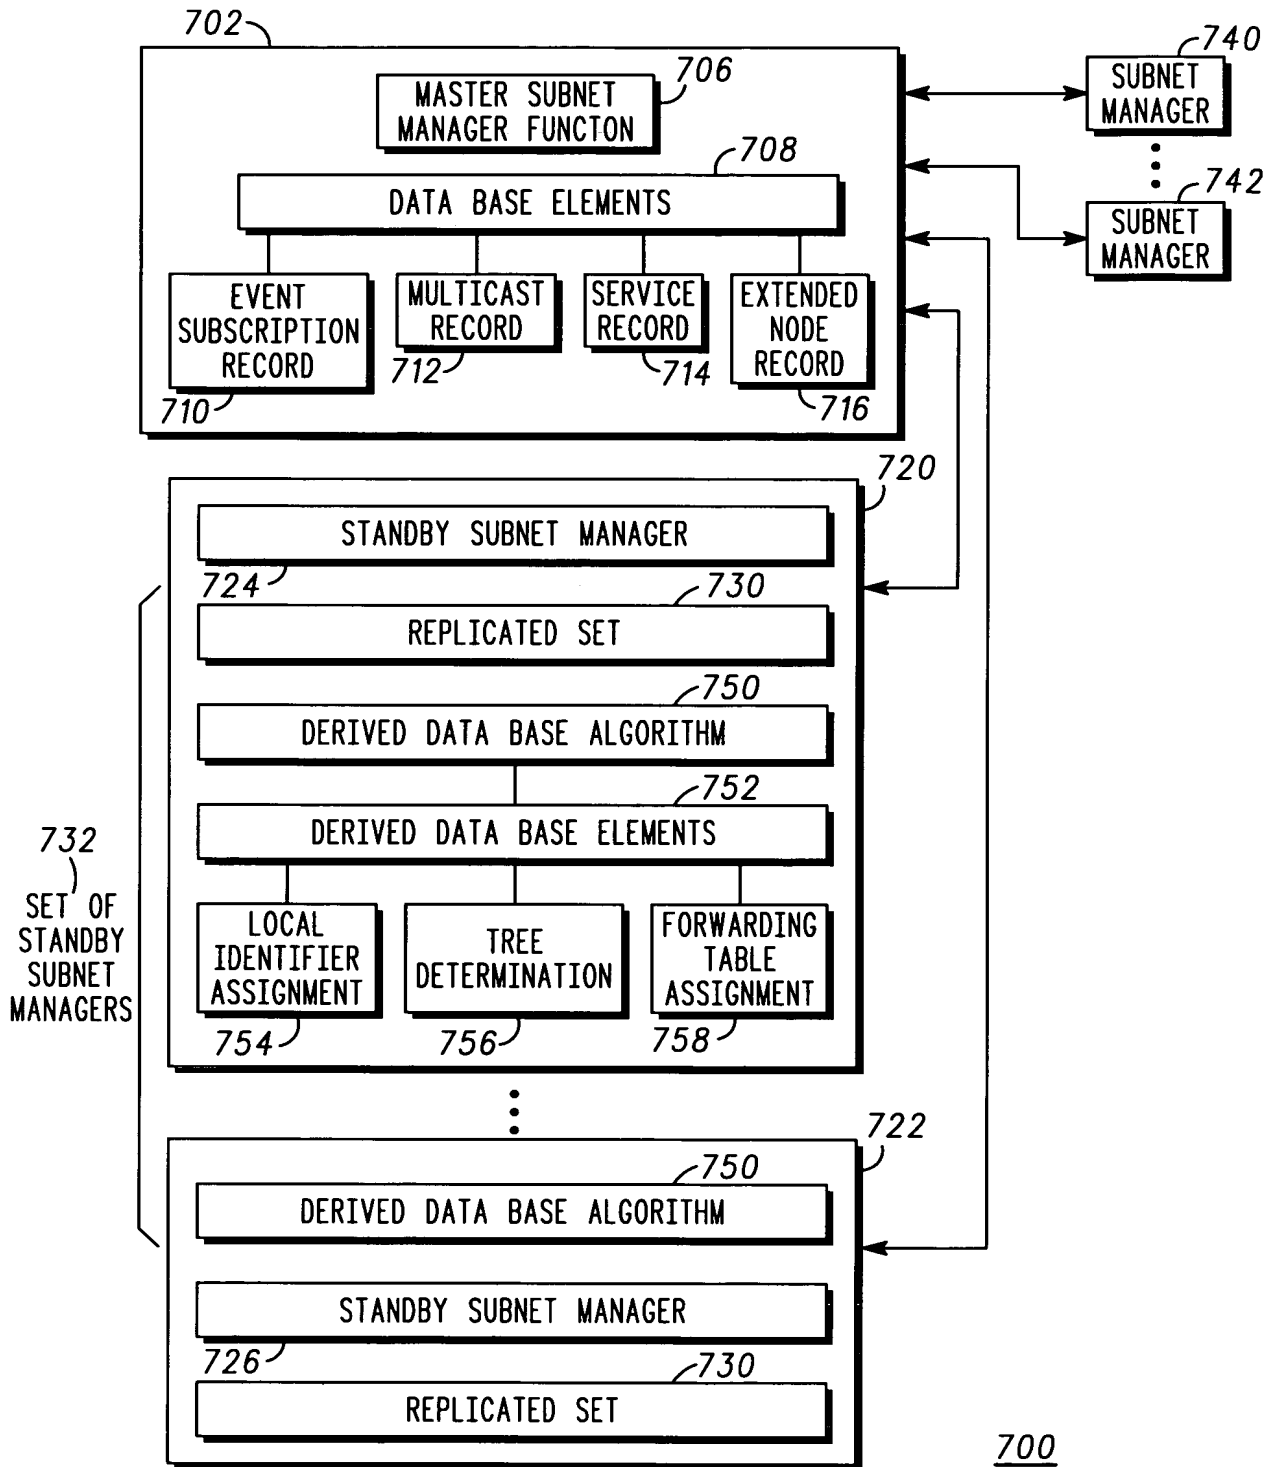 702
706
MASTER SUBNET
MANAGER FUNCTON
708
DATA BASE ELEMENTS
EVENT
SUBSCRIPTION
RECORD
710
MULTICAST
RECORD
712
SERVICE
RECORD
714
EXTENDED
NODE
RECORD
716
740
SUBNET
MANAGER
742
SUBNET
MANAGER
720
STANDBY SUBNET MANAGER
724
730
REPLICATED SET
750
DERIVED DATA BASE ALGORITHM
752
DERIVED DATA BASE ELEMENTS
LOCAL
IDENTIFIER
ASSIGNMENT
754
TREE
DETERMINATION
756
FORWARDING
TABLE
ASSIGNMENT
758
732
SET OF
STANDBY
SUBNET
MANAGERS
722
750
DERIVED DATA BASE ALGORITHM
STANDBY SUBNET MANAGER
726
730
REPLICATED SET
700